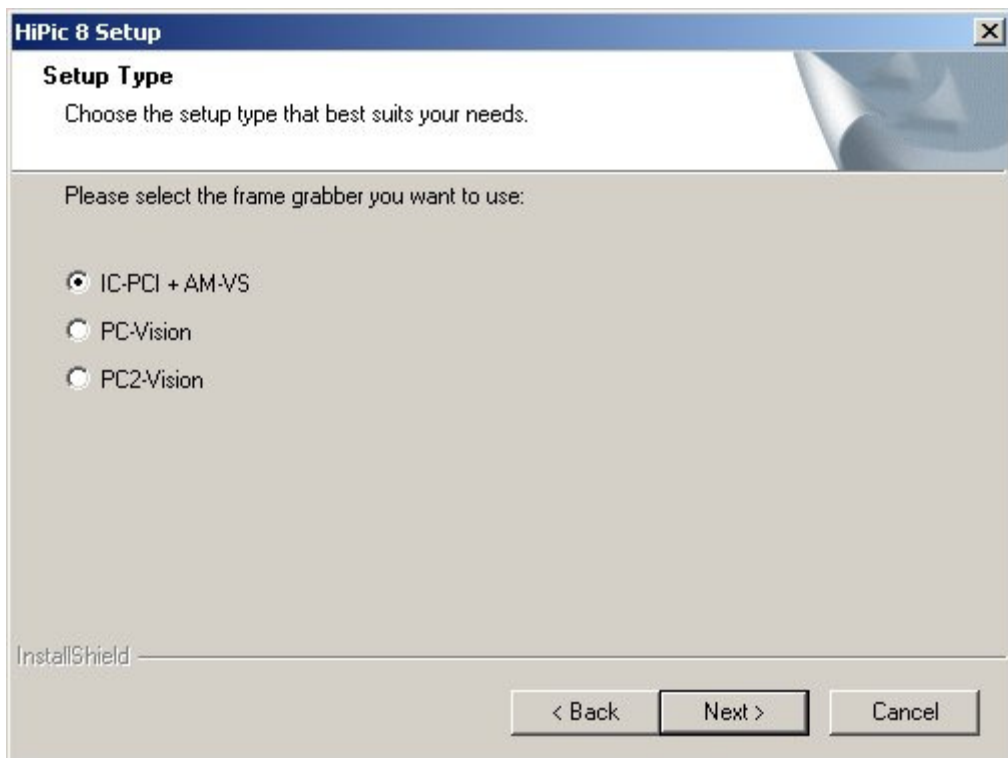 HiPic 8 Setup
Setup Type
Choose the setup type that best suits your needs.
Please select the frame grabber you want to use:
IC-PCI + AM-VS
PC-Vision
PC2-Vision
InstallShield
< Back Next > Cancel